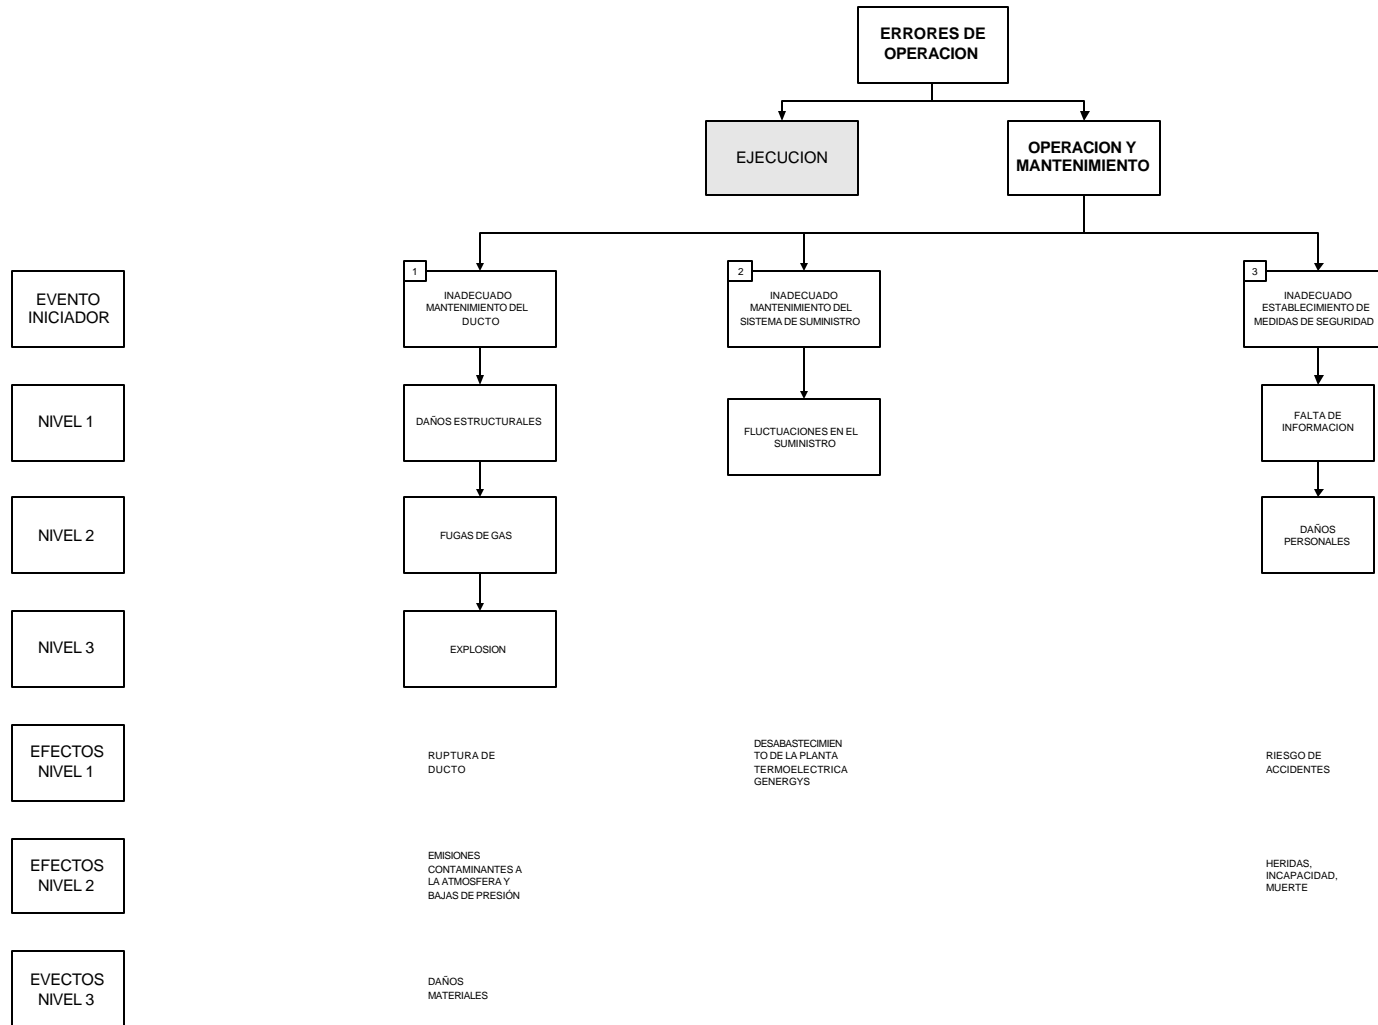 ERRORES DE
OPERACION
EJECUCION
OPERACION Y
MANTENIMIENTO
EVENTO
INICIADOR
1
INADECUADO
MANTENIMIENTO DEL
DUCTO
2
INADECUADO
MANTENIMIENTO DEL
SISTEMA DE SUMINISTRO
3
INADECUADO
ESTABLECIMIENTO DE
MEDIDAS DE SEGURIDAD
NIVEL 1
DAÑOS ESTRUCTURALES
FLUCTUACIONES EN EL
SUMINISTRO
FALTA DE
INFORMACION
NIVEL 2
FUGAS DE GAS
DAÑOS
PERSONALES
NIVEL 3
EXPLOSION
EFECTOS
NIVEL 1
RUPTURA DE
DUCTO
DESABASTECIMIEN
TO DE LA PLANTA
TERMOELECTRICA
GENERGYS
RIESGO DE
ACCIDENTES
EFECTOS
NIVEL 2
EMISIONES
CONTAMINANTES A
LA ATMOSFERA Y
BAJAS DE PRESIÓN
HERIDAS,
INCAPACIDAD,
MUERTE
EVECTOS
NIVEL 3
DAÑOS
MATERIALES